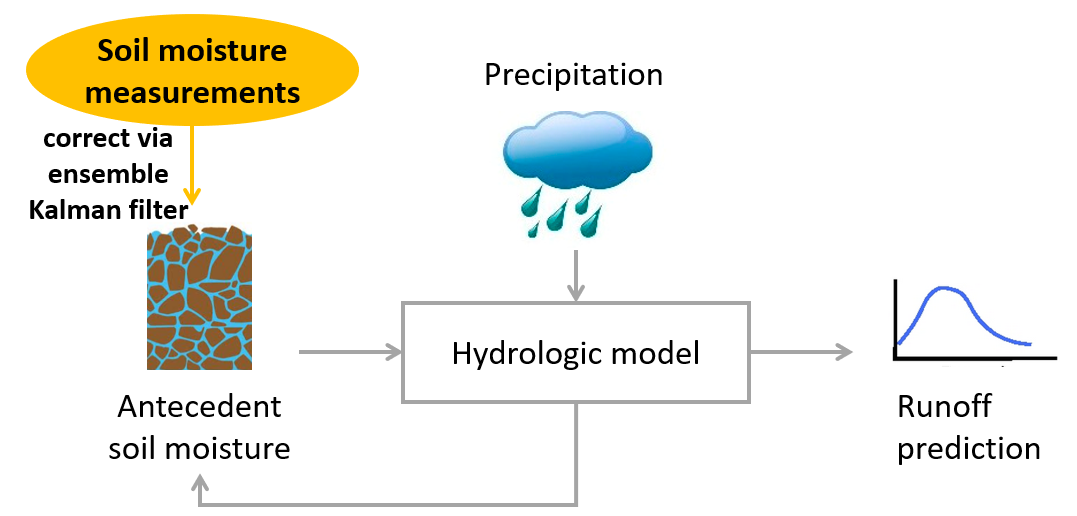 Soil moisture
measurements
correct via
ensemble
Kalman filter
Precipitation
Hydrologic model
Antecedent
soil moisture
Runoff
prediction